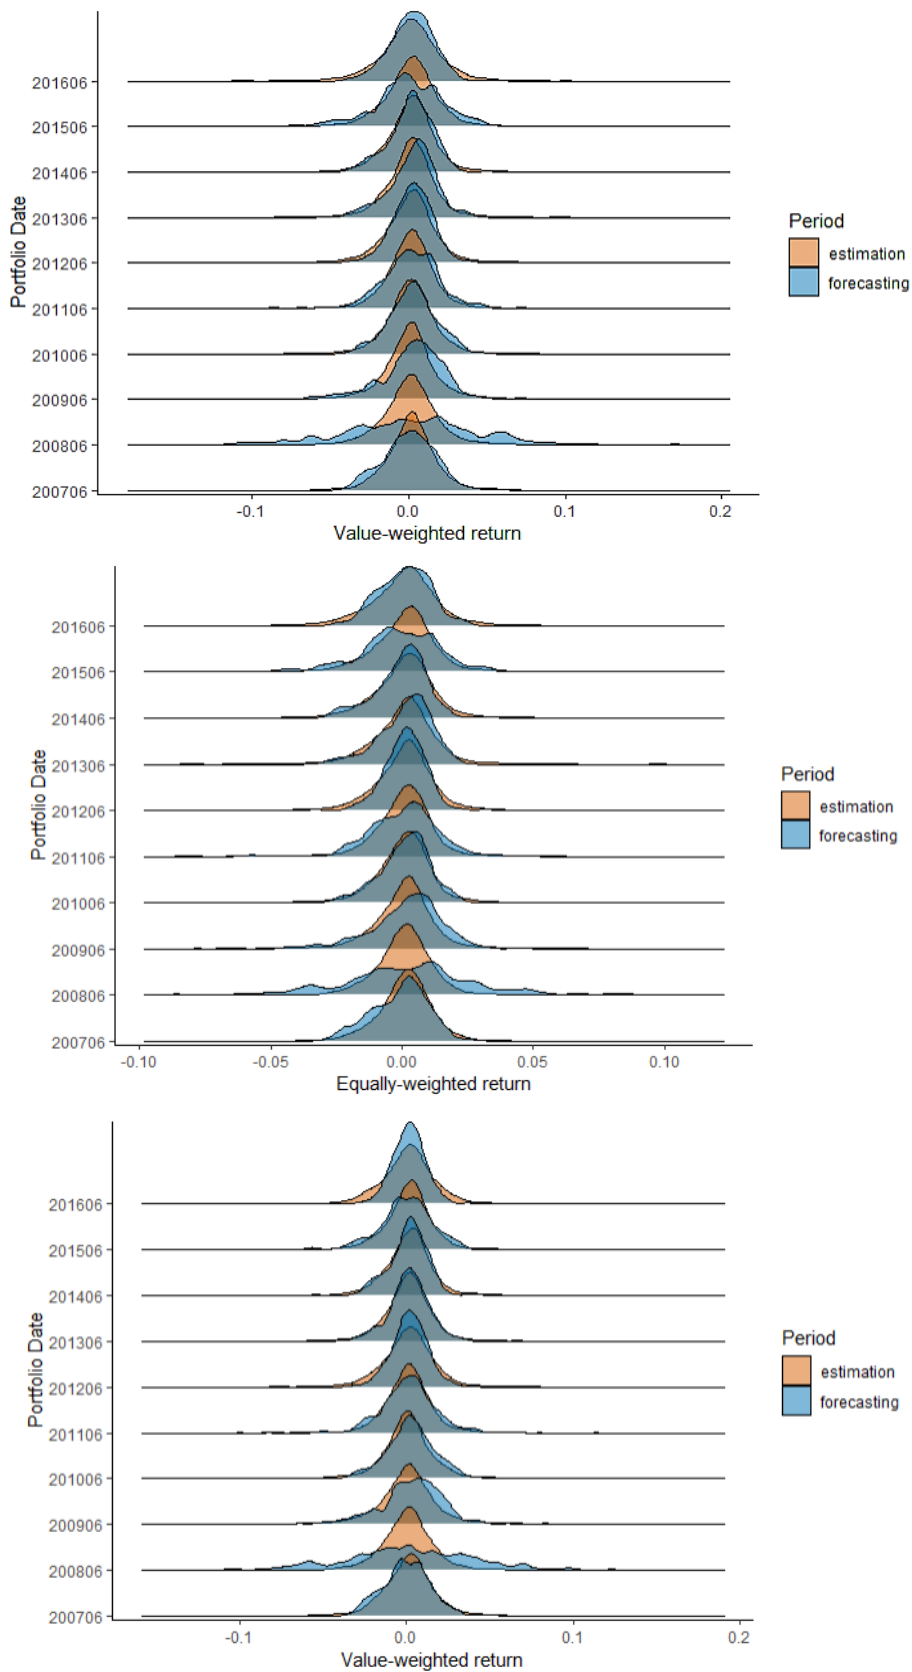 201606
201506
201406
201306
201206
201106
201006
200906
200806
200706
Portfolio Date
-0.1 0.0 0.1 0.2
Value-weighted return
Period
estimation
forecasting
201606
201506
201406
201306
201206
201106
201006
200906
200806
200706
Portfolio Date
-0.10 -0.05 0.00 0.05 0.10
Equally-weighted return
Period
estimation
forecasting
201606
201506
201406
201306
201206
201106
201006
200906
200806
200706
Portfolio Date
-0.1 0.0 0.1 0.2
Value-weighted return
Period
estimation
forecasting